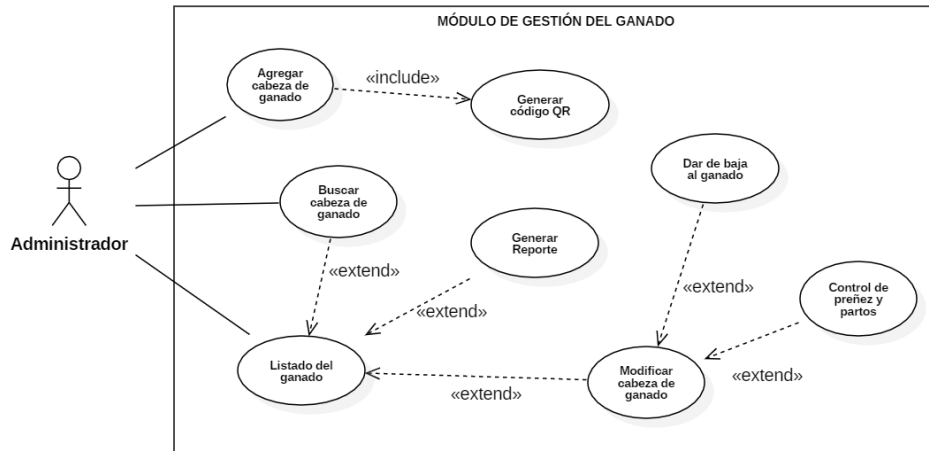 MÓDULO DE GESTIÓN DEL GANADO
Agregar
cabeza de
ganado
«include»
Generar
código QR
Dar de baja
al ganado
Buscar
cabeza de
ganado
Administrador
Generar
Reporte
«extend»
«extend»
«extend»
Control de
preñez y
partos
Listado del
ganado
«extend»
Modificar
cabeza de
ganado
«extend»